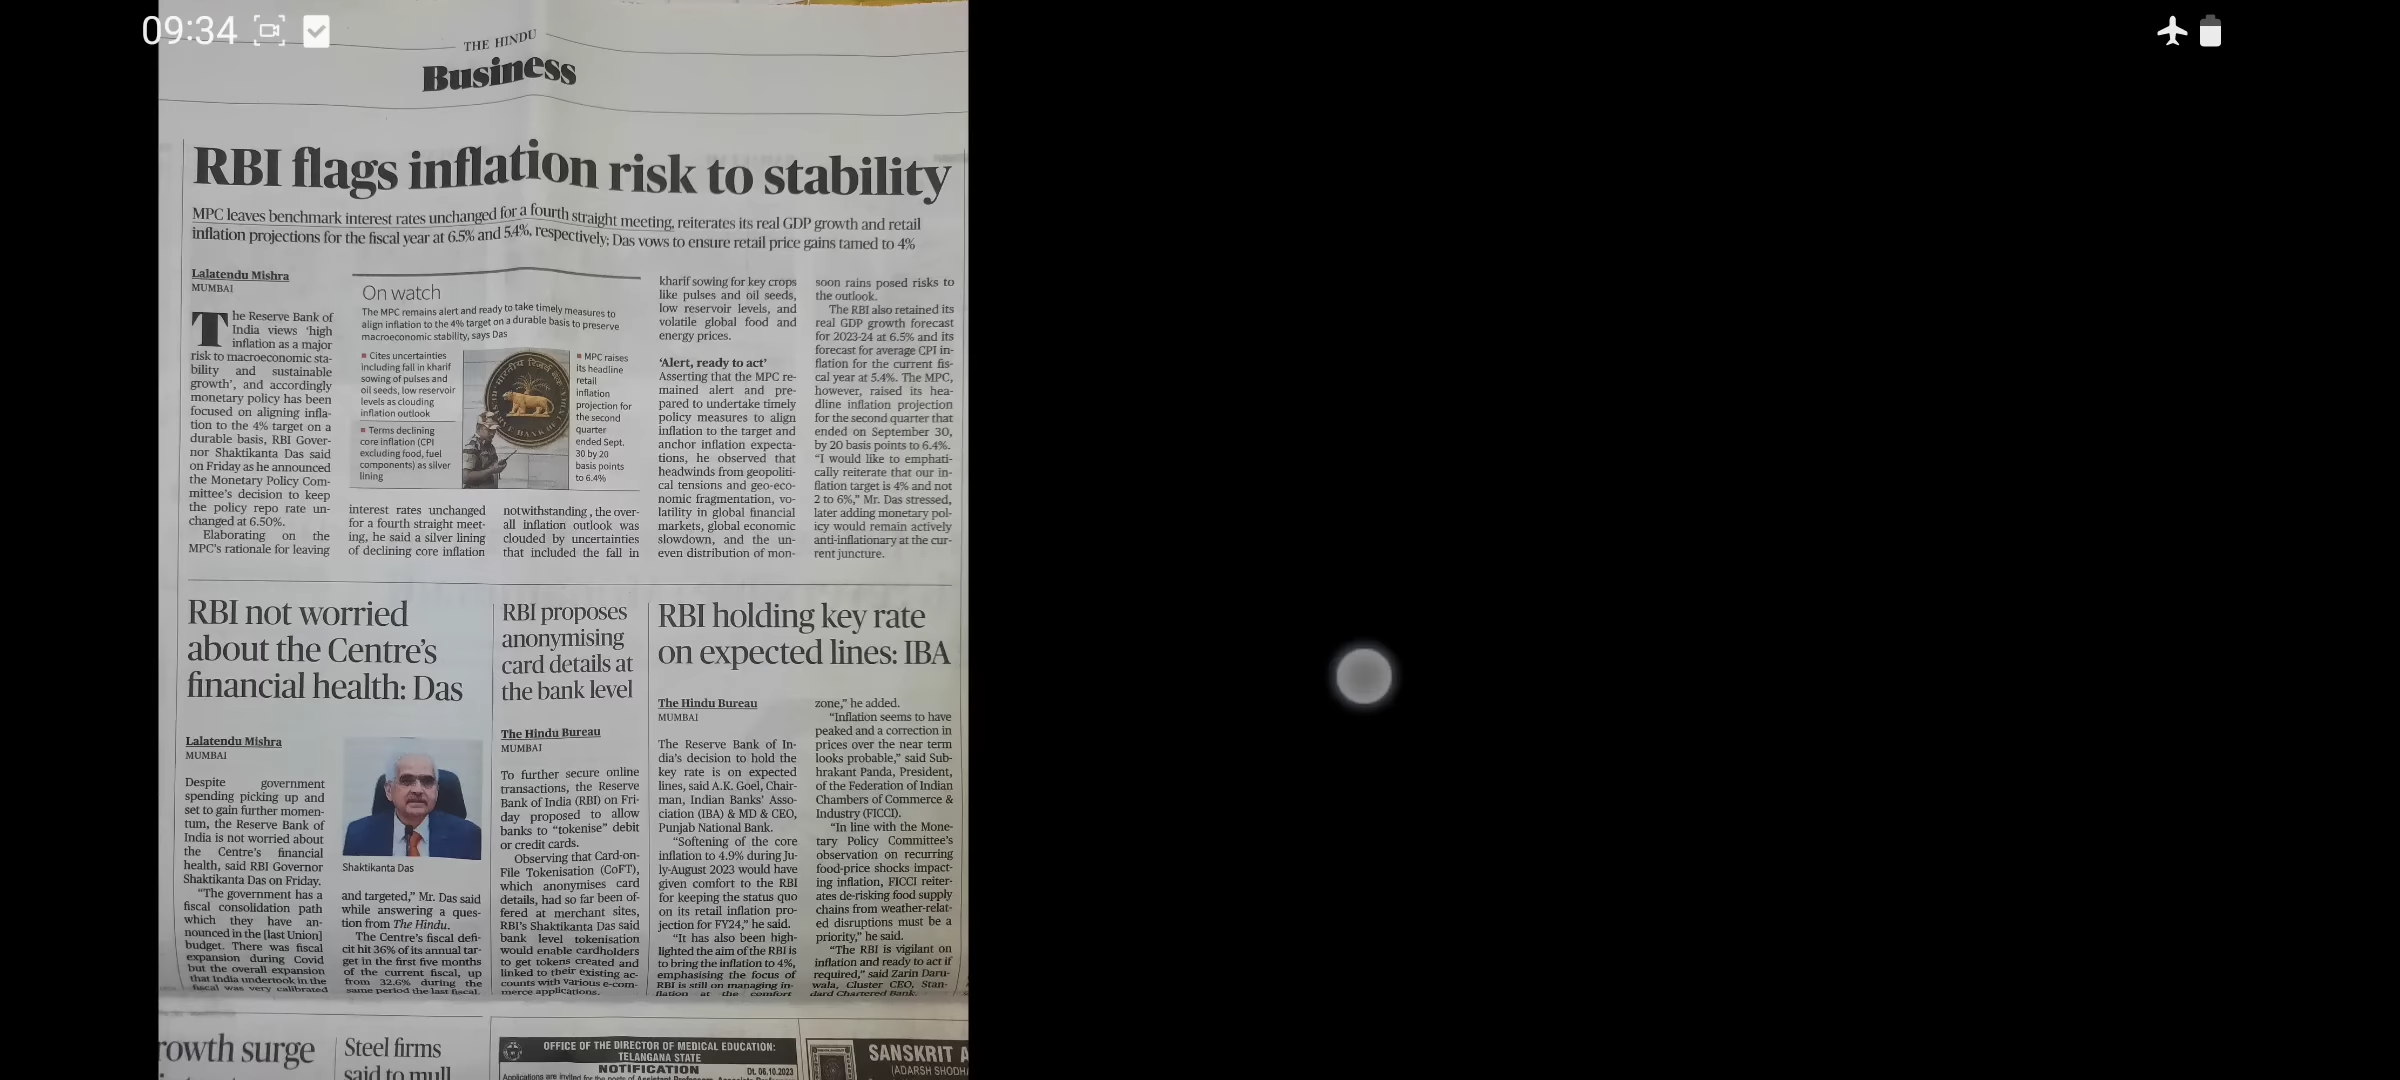 09:34
THE HINDU
Business
RBI flags inflation risk to stability
MPC leaves benchmark interest rates unchanged for a fourth straight meeting, reiterates its real GDP growth and retail
inflation projections for the fiscal year at 6.5% and 5.4%, respectively; Das vows to ensure retail price gains tamed to 4%
Lalatendu Mishra
MUMBAI
The Reserve Bank of
India views ‘high
inflation as a major
risk to macroeconomic sta-
bility and sustainable
growth’, and accordingly
monetary policy has been
focused on aligning infla-
tion to the 4% target on a
durable basis, RBI Gover-
nor Shaktikanta Das said
on Friday as he announced
the Monetary Policy Com-
mittee’s decision to keep
the policy repo rate un-
changed at 6.50%.
Elaborating on the
MPC’s rationale for leaving
On watch
The MPC remains alert and ready to take timely measures to
align inflation to the 4% target on a durable basis to preserve
macroeconomic stability, says Das
Cites uncertainties
including fall in kharif
sowing of pulses and
oil seeds, low reservoir
levels as clouding
inflation outlook
Terms declining
core inflation (CPI
excluding food, fuel
components) as silver
lining
MPC raises
its headline
retail
inflation
projection for
the second
quarter
ended Sept.
30 by 20
basis points
to 6.4%
interest rates unchanged
for a fourth straight meet-
ing, he said a silver lining
of declining core inflation
notwithstanding , the over-
all inflation outlook was
clouded by uncertainties
that included the fall in
kharif sowing for key crops
like pulses and oil seeds,
low reservoir levels, and
volatile global food and
energy prices.
‘Alert, ready to act’
Asserting that the MPC re-
mained alert and pre-
pared to undertake timely
policy measures to align
inflation to the target and
anchor inflation expecta-
tions, he observed that
headwinds from geopoliti-
cal tensions and geo-eco-
nomic fragmentation, vo-
latility in global financial
markets, global economic
slowdown, and the un-
even distribution of mon-
soon rains posed risks to
the outlook.
The RBI also retained its
real GDP growth forecast
for 2023-24 at 6.5% and its
forecast for average CPI in-
flation for the current fis-
cal year at 5.4%. The MPC,
however, raised its hea-
dline inflation projection
for the second quarter that
ended on September 30,
by 20 basis points to 6.4%.
“I would like to emphati-
cally reiterate that our in-
flation target is 4% and not
2 to 6%,” Mr. Das stressed,
later adding monetary pol-
icy would remain actively
anti-inflationary at the cur-
rent juncture.
RBI not worried
about the Centre’s
financial health: Das
Lalatendu Mishra
MUMBAI
Despite government
spending picking up and
set to gain further momen-
tum, the Reserve Bank of
India is not worried about
the Centre’s financial
health, said RBI Governor
Shaktikanta Das on Friday.
“The government has a
fiscal consolidation path
which they have an-
nounced in the [last Union]
budget. There was fiscal
expansion during Covid
but the overall expansion
that India undertook in the
fiscal was very calibrated
Shaktikanta Das
and targeted,” Mr. Das said
while answering a ques-
tion from The Hindu.
The Centre’s fiscal defi-
cit hit 36% of its annual tar-
get in the first five months
of the current fiscal, up
from 32.6% during the
same period the last fiscal.
RBI proposes
anonymising
card details at
the bank level
The Hindu Bureau
MUMBAI
To further secure online
transactions, the Reserve
Bank of India (RBI) on Fri-
day proposed to allow
banks to “tokenise” debit
or credit cards.
Observing that Card-on-
File Tokenisation (CoFT),
which anonymises card
details, had so far been of-
fered at merchant sites,
RBI’s Shaktikanta Das said
bank level tokenisation
would enable cardholders
to get tokens created and
linked to their existing ac-
counts with various e-com-
merce applications.
RBI holding key rate
on expected lines: IBA
The Hindu Bureau
MUMBAI
The Reserve Bank of In-
dia’s decision to hold the
key rate is on expected
lines, said A.K. Goel, Chair-
man, Indian Banks’ Asso-
ciation (IBA) & MD & CEO,
Punjab National Bank.
“Softening of the core
inflation to 4.9% during Ju-
ly-August 2023 would have
given comfort to the RBI
for keeping the status quo
on its retail inflation pro-
jection for FY24,” he said.
“It has also been high-
lighted the aim of the RBI is
to bring the inflation to 4%,
emphasising the focus of
RBI is still on managing in-
flation at the comfort
zone,” he added.
“Inflation seems to have
peaked and a correction in
prices over the near term
looks probable,” said Sub-
hrakant Panda, President,
of the Federation of Indian
Chambers of Commerce &
Industry (FICCI).
“In line with the Mone-
tary Policy Committee’s
observation on recurring
food-price shocks impact-
ing inflation, FICCI reiter-
ates de-risking food supply
chains from weather-relat-
ed disruptions must be a
priority,” he said.
“The RBI is vigilant on
inflation and ready to act if
required,” said Zarin Daru-
wala, Cluster CEO, Stan-
dard Chartered Bank.
rowth surge
Steel firms
said to mull
OFFICE OF THE DIRECTOR OF MEDICAL EDUCATION:
TELANGANA STATE
NOTIFICATION
Dt. 06.10.2023
SANSKRIT A
(ADARSH SHODH